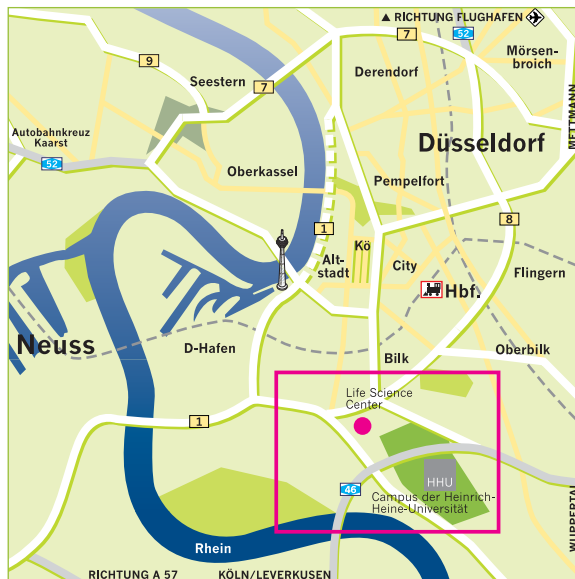 ▲ RICHTUNG FLUGHAFEN
7
52
Mörsen-
broich
Derendorf
9
Seestern
7
METTMANN
Autobahnkreuz
Kaarst
52
Düsseldorf
Oberkassel
Pempelfort
8
1
Kö
Alt-
stadt
City
Flingern
Hbf.
Neuss
D-Hafen
Bilk
Oberbilk
Life Science
Center
1
HHU
46
Campus der Heinrich-
Heine-Universität
WUPPERTAL
Rhein
RICHTUNG A 57
KÖLN/LEVERKUSEN